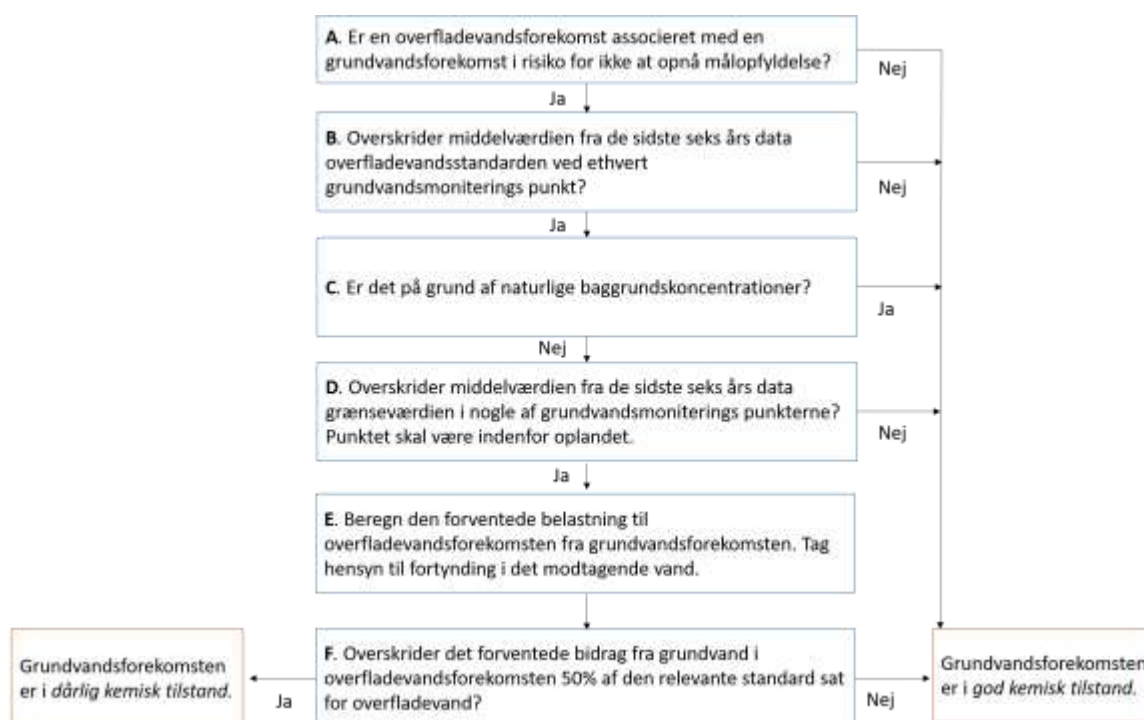 A. Er en overfladevandsforekomst associeret med en
grundvandsforekomst i risiko for ikke at opnå målopfyldelse?
Nej
Ja
B. Overskrider middelværdien fra de sidste seks års data
overfladevandsstandarden ved ethvert
grundvandsmoniterings punkt?
Nej
Ja
C. Er det på grund af naturlige baggrundskoncentrationer?
Ja
Nej
D. Overskrider middelværdien fra de sidste seks års data
grænseværdien i nogle af grundvandsmoniterings punkterne?
Punktet skal være indenfor oplandet.
Nej
Ja
E. Beregn den forventede belastning til
overfladevandsforekomsten fra grundvandsforekomsten. Tag
hensyn til fortynding i det modtagende vand.
Grundvandsforekomsten
er i dårlig kemisk tilstand.
Ja
F. Overskrider det forventede bidrag fra grundvand i
overfladevandsforekomsten 50% af den relevante standard sat
for overfladevand?
Nej
Grundvandsforekomsten
er i god kemisk tilstand.